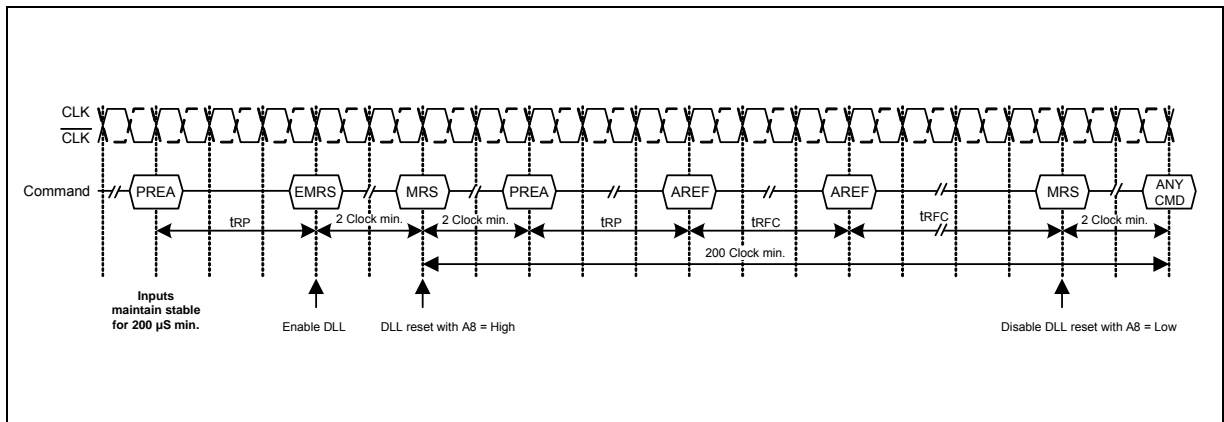 CLK
CLK
Command
PREA
EMRS
MRS
PREA
AREF
AREF
MRS
ANY
CMD
tRP
2 Clock min.
2 Clock min.
tRP
tRFC
tRFC
2 Clock min.
200 Clock min.
Inputs
maintain stable
for 200 µS min.
Enable DLL
DLL reset with A8 = High
Disable DLL reset with A8 = Low